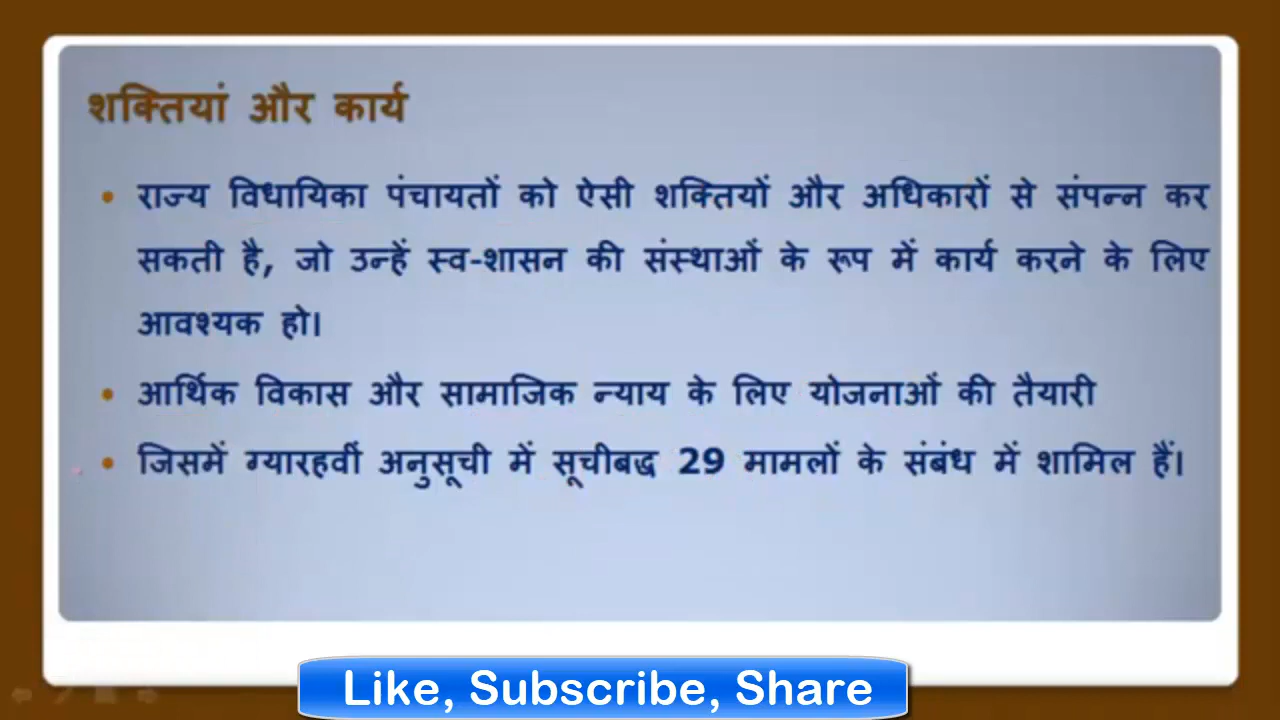 शक्तियां और कार्य
• राज्य विधायिका पंचायतों को ऐसी शक्तियों और अधिकारों से संपन्न कर
सकती है, जो उन्हें स्व-शासन की संस्थाओं के रूप में कार्य करने के लिए
आवश्यक हो।
• आर्थिक विकास और सामाजिक न्याय के लिए योजनाओं की तैयारी
• जिसमें ग्यारहवीं अनुसूची में सूचीबद्ध 29 मामलों के संबंध में शामिल हैं।
Like, Subscribe, Share